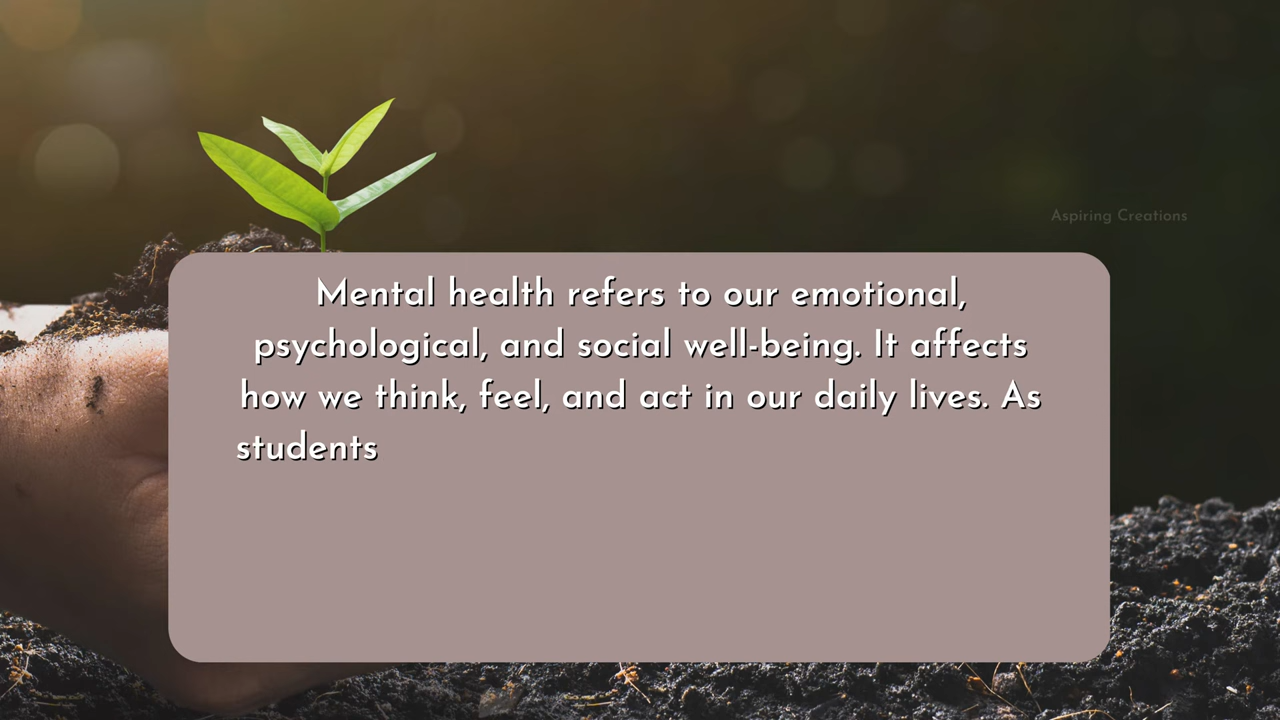 Aspiring Creations
Mental health refers to our emotional,
psychological, and social well-being. It affects
how we think, feel, and act in our daily lives. As
students